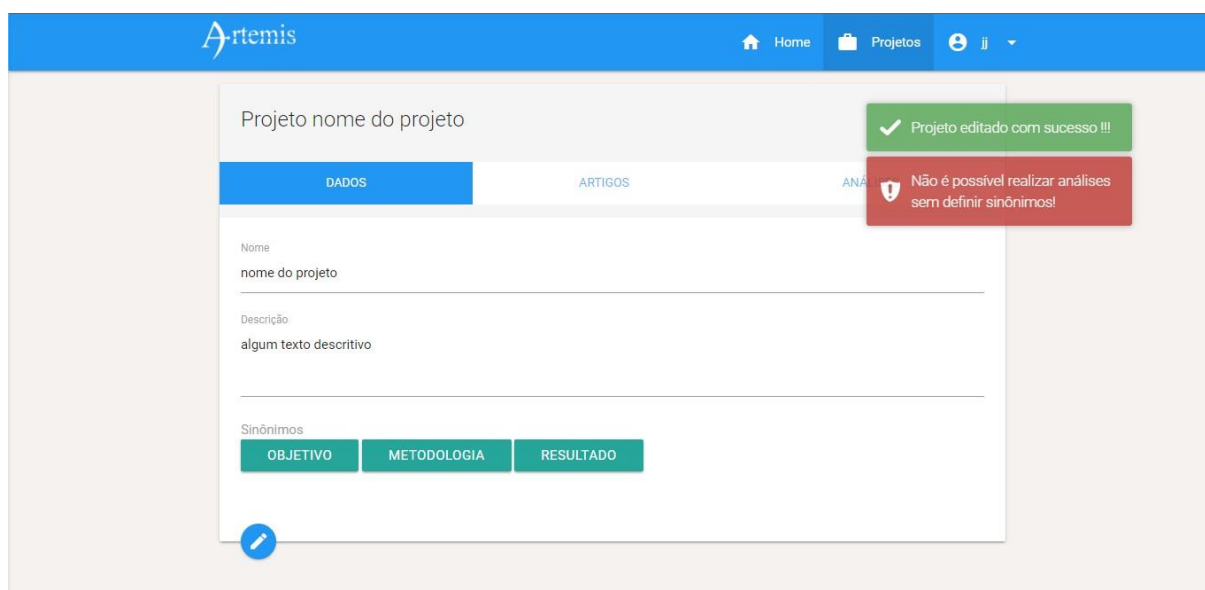 Artemis
Home Projetos jj
Projeto nome do projeto
Projeto editado com sucesso !!!
DADOS ARTIGOS
Não é possível realizar análises
sem definir sinônimos!
Nome
nome do projeto
Descrição
algum texto descritivo
Sinônimos
OBJETIVO METODOLOGIA RESULTADO